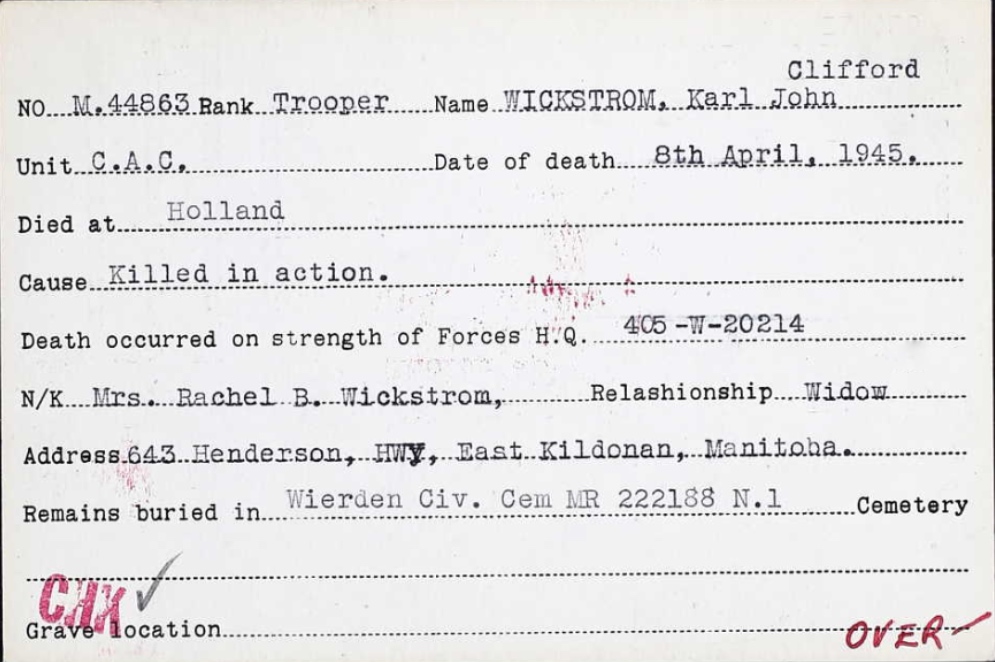 Clifford
NO M.44863 Rank Trooper Name WICKSTROM, Karl John
Unit C.A.C. Date of death 8th April, 1945.
Died at Holland
Cause Killed in action.
Death occurred on strength of Forces H.Q. 405-W-20214
N/K Mrs. Rachel B. Wickstrom, Relashionship Widow
Address 643 Henderson, HWY, East Kildonan, Manitoba.
Remains buried in Wierden Civ. Cem MR 222188 N.1 Cemetery
CHK ✓
Grave location
OVER